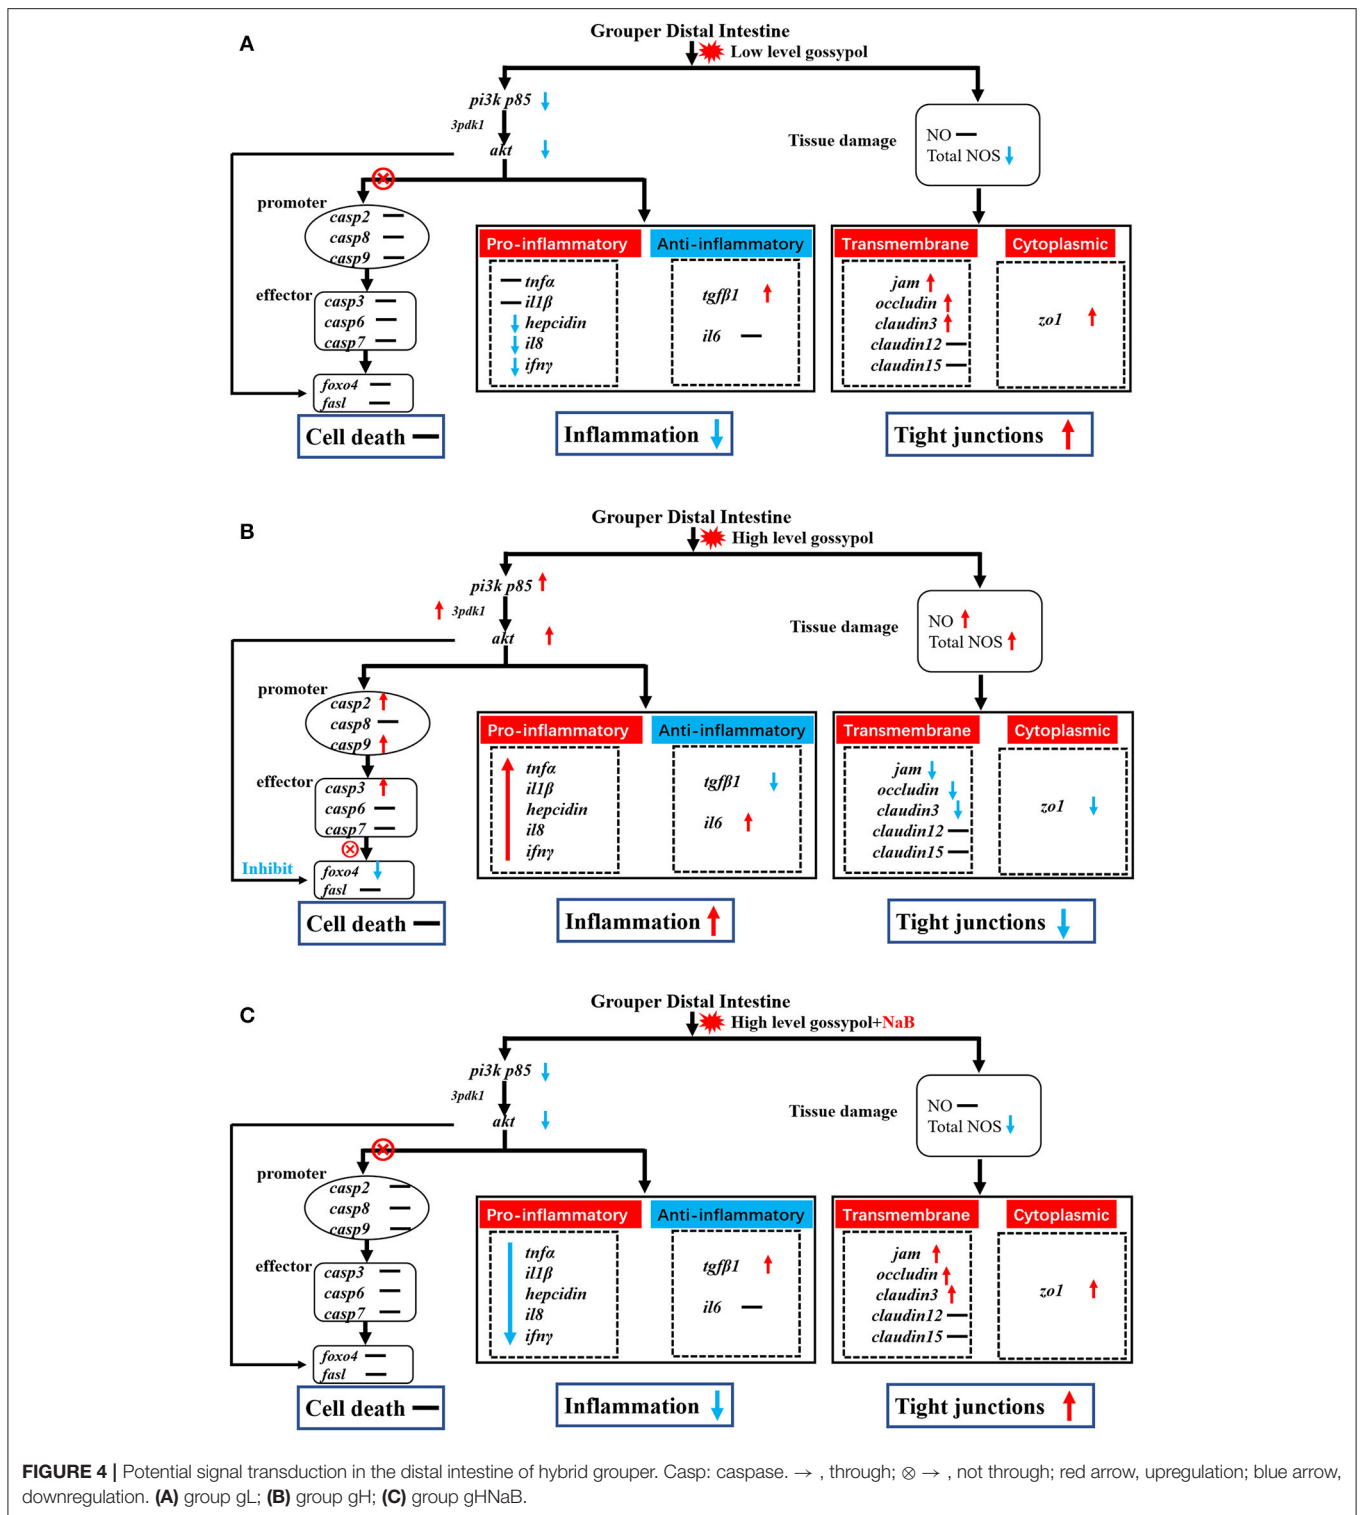 A
Grouper Distal Intestine
Low level gossypol
pi3k p85
3pdk1
akt
Tissue damage
NO
Total NOS
promoter
casp2
casp8
casp9
effector
casp3
casp6
casp7
foxo4
fasl
Cell death
Pro-inflammatory
tnfα
il1β
hepcidin
il8
ifnγ
Anti-inflammatory
tgfβ1
il6
Inflammation
Transmembrane
jam
occludin
claudin3
claudin12
claudin15
Cytoplasmic
zo1
Tight junctions
B
Grouper Distal Intestine
High level gossypol
pi3k p85
3pdk1
akt
Tissue damage
NO
Total NOS
promoter
casp2
casp8
casp9
effector
casp3
casp6
casp7
Inhibit
foxo4
fasl
Cell death
Pro-inflammatory
tnfα
il1β
hepcidin
il8
ifnγ
Anti-inflammatory
tgfβ1
il6
Inflammation
Transmembrane
jam
occludin
claudin3
claudin12
claudin15
Cytoplasmic
zo1
Tight junctions
C
Grouper Distal Intestine
High level gossypol+NaB
pi3k p85
3pdk1
akt
Tissue damage
NO
Total NOS
promoter
casp2
casp8
casp9
effector
casp3
casp6
casp7
foxo4
fasl
Cell death
Pro-inflammatory
tnfα
il1β
hepcidin
il8
ifnγ
Anti-inflammatory
tgfβ1
il6
Inflammation
Transmembrane
jam
occludin
claudin3
claudin12
claudin15
Cytoplasmic
zo1
Tight junctions
FIGURE 4 | Potential signal transduction in the distal intestine of hybrid grouper. Casp: caspase. → , through; ⊗ → , not through; red arrow, upregulation; blue arrow,
downregulation. (A) group gL; (B) group gH; (C) group gHNaB.